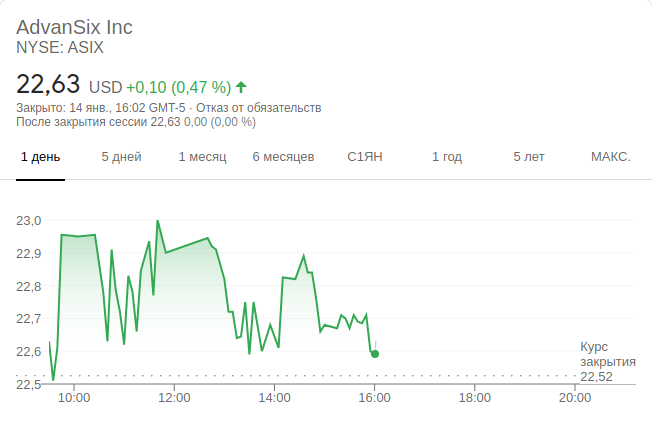 AdvanSix Inc
NYSE: ASIX
22,63 USD +0,10 (0,47 %)
Закрыто: 14 янв., 16:02 GMT-5 · Отказ от обязательств
После закрытия сессии 22,63 0,00 (0,00 %)
1 день 5 дней 1 месяц 6 месяцев С1ЯН 1 год 5 лет МАКС.
23,0
22,9
22,8
22,7
22,6
22,5
Курс
закрытия
22,52
10:00 12:00 14:00 16:00 18:00 20:00